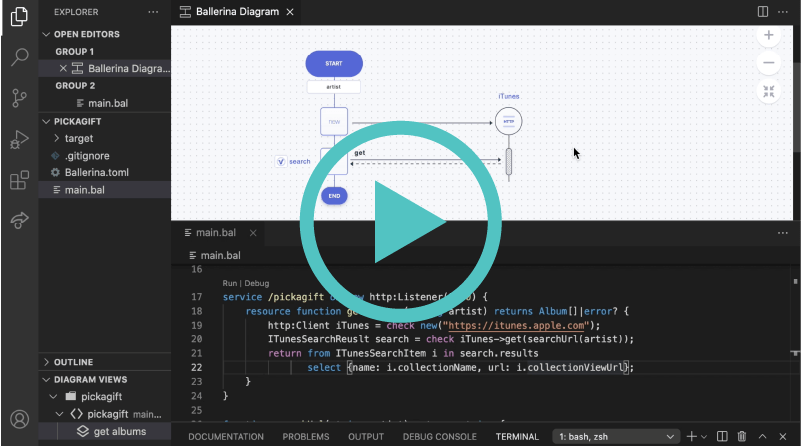 EXPLORER
OPEN EDITORS
GROUP 1
Ballerina Diagra...
GROUP 2
main.bal
PICKAGIFT
target
.gitignore
Ballerina.toml
main.bal
OUTLINE
DIAGRAM VIEWS
pickagift
pickagift main...
get albums
Ballerina Diagram
START
artist
iTunes
new
HTTP
get
search
END
main.bal
main.bal
16
Run | Debug
17 service /pickagift http:Listener( ) {
18 resource function artist) returns Album[]|error? {
19 http:Client iTunes = check new("https://itunes.apple.com");
20 ITunesSearchReuslt search = check iTunes->get(searchUrl(artist));
21 return from ITunesSearchItem i in search.results
22 select {name: i.collectionName, url: i.collectionViewUrl};
23 }
24 }
25
DOCUMENTATION PROBLEMS OUTPUT DEBUG CONSOLE TERMINAL 1: bash, zsh